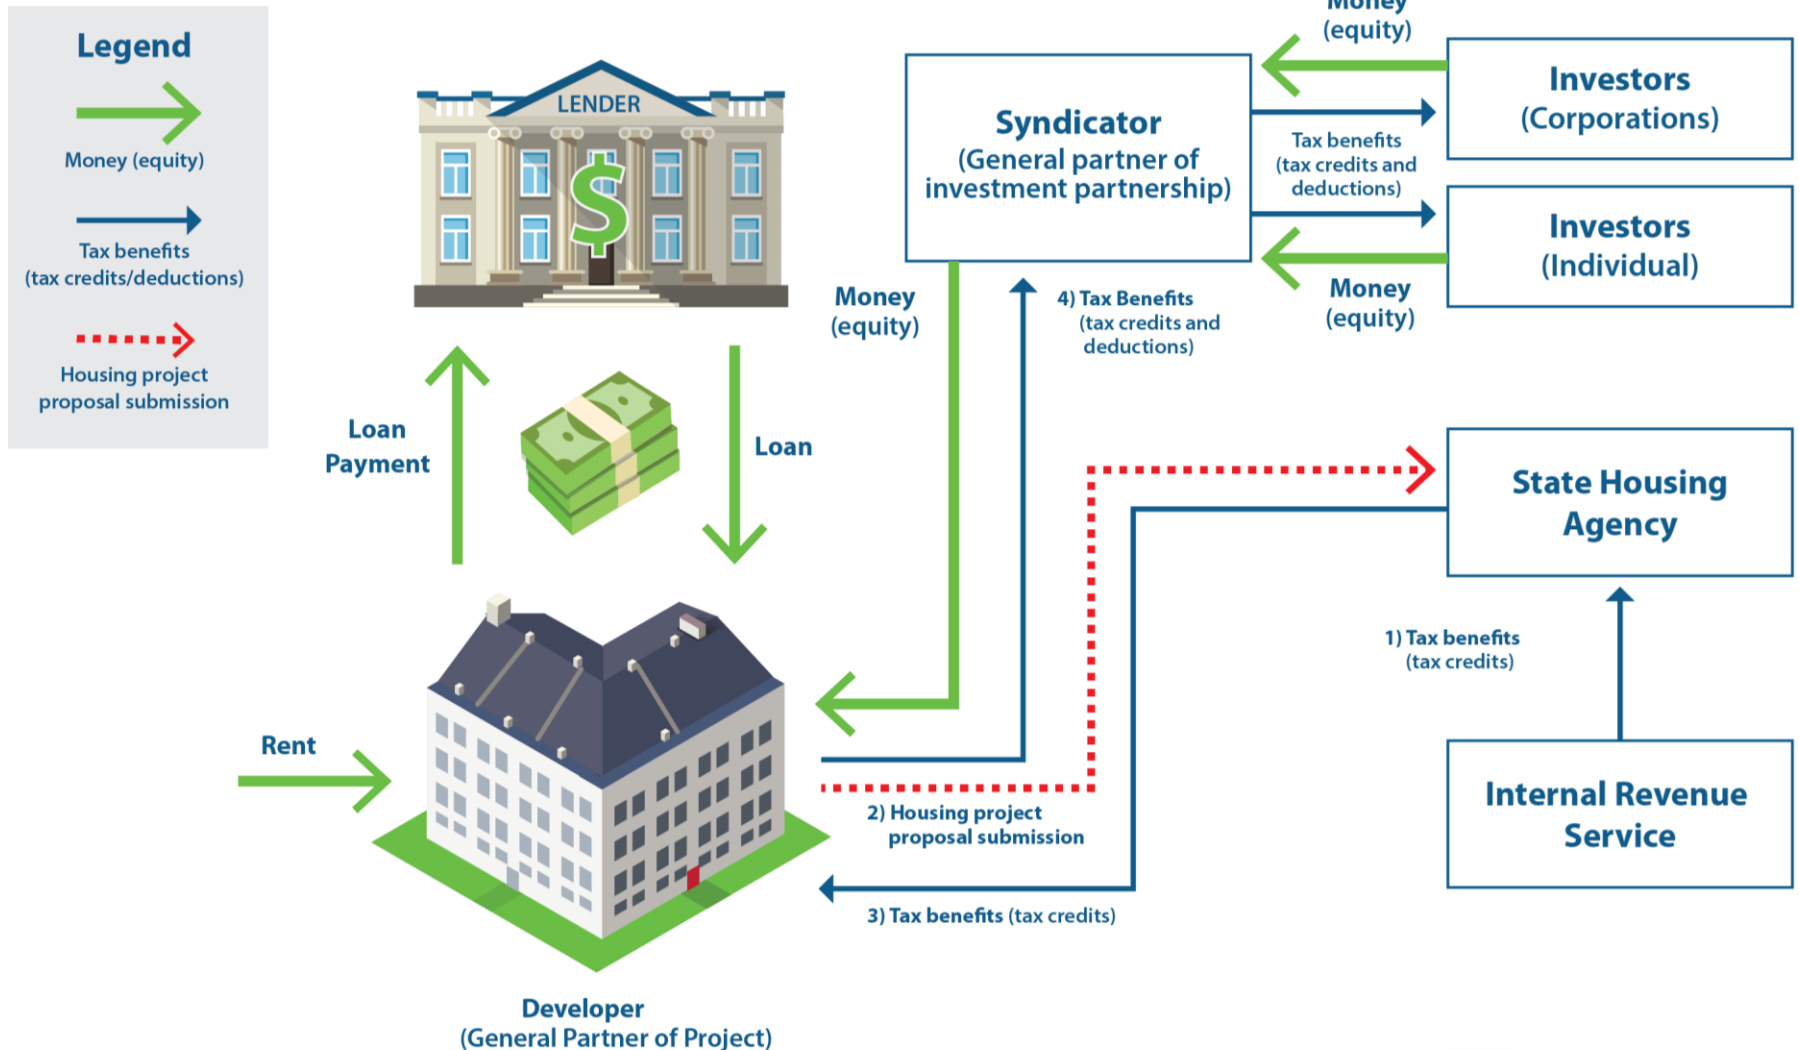 Legend
Money (equity)
Tax benefits
(tax credits/deductions)
Housing project
proposal submission
LENDER
$
Loan
Payment
Loan
Rent
Developer
(General Partner of Project)
Syndicator
(General partner of
investment partnership)
Money
(equity)
Tax benefits
(tax credits and
deductions)
Money
(equity)
Investors
(Corporations)
Investors
(Individual)
Money
(equity)
4) Tax Benefits
(tax credits and
deductions)
State Housing
Agency
1) Tax benefits
(tax credits)
Internal Revenue
Service
2) Housing project
proposal submission
3) Tax benefits (tax credits)